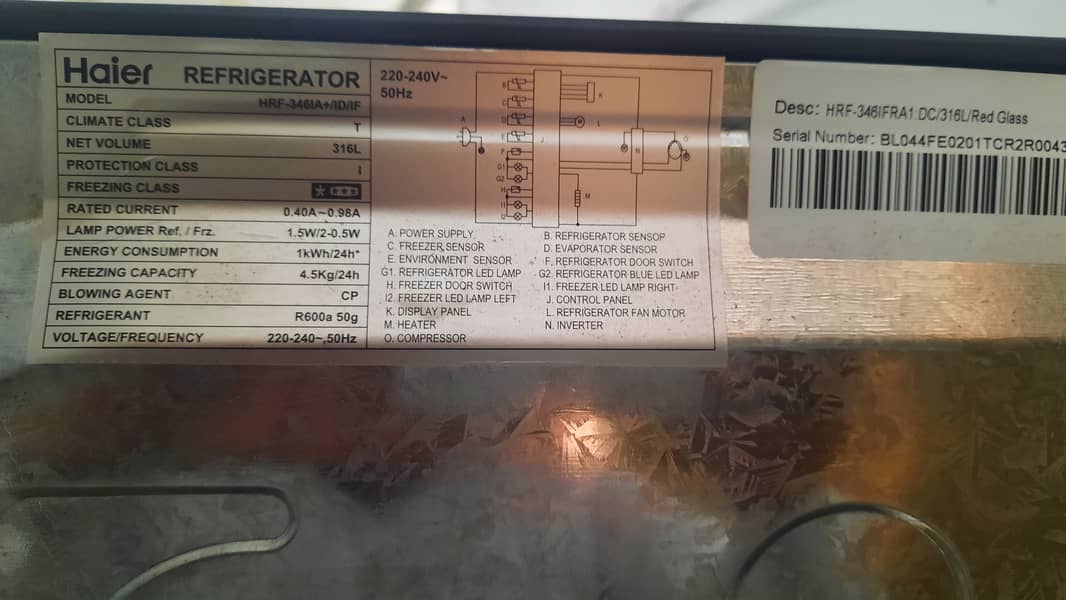 Haier REFRIGERATOR
MODEL HRF-346IA+/ID/IF
CLIMATE CLASS T
NET VOLUME 316L
PROTECTION CLASS I
FREEZING CLASS
RATED CURRENT 0.40A~0.98A
LAMP POWER Ref. / Frz. 1.5W/2-0.5W
ENERGY CONSUMPTION 1kWh/24h*
FREEZING CAPACITY 4.5Kg/24h
BLOWING AGENT CP
REFRIGERANT R600a 50g
VOLTAGE/FREQUENCY 220-240~,50Hz
220-240V~
50Hz
A
B
C
D
E
F
G1
G2
H
I1
I2
J
K
L
M
N
O
A. POWER SUPPLY B. REFRIGERATOR SENSOP
C. FREEZER SENSOR D. EVAPORATOR SENSOR
E. ENVIRONMENT SENSOR F. REFRIGERATOR DOOR SWITCH
G1. REFRIGERATOR LED LAMP G2. REFRIGERATOR BLUE LED LAMP
H. FREEZER DOOR SWITCH I1. FREEZER LED LAMP RIGHT
I2. FREEZER LED LAMP LEFT J. CONTROL PANEL
K. DISPLAY PANEL L. REFRIGERATOR FAN MOTOR
M. HEATER N. INVERTER
O. COMPRESSOR
Desc: HRF-346IFRA1 DC/316L/Red Glass
Serial Number: BL044FE0201TCR2R0043